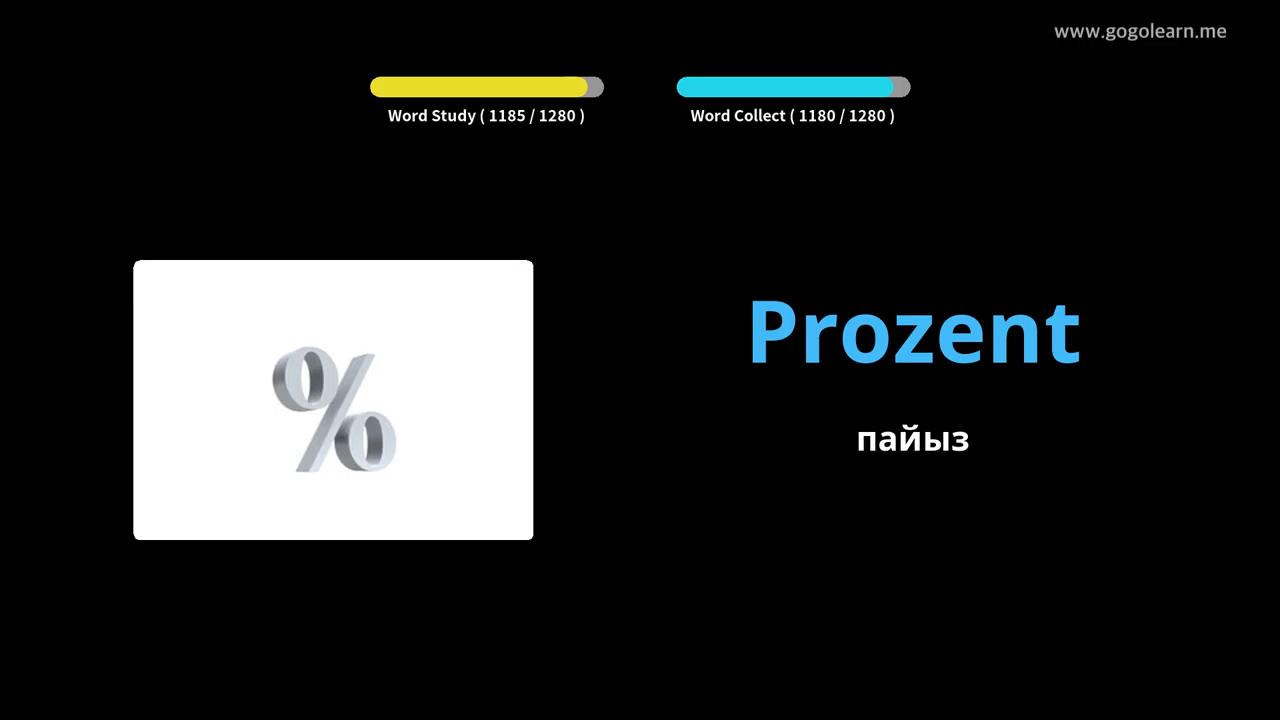 www.gogolearn.me
Word Study ( 1185 / 1280 )
Word Collect ( 1180 / 1280 )
%
Prozent
пайыз